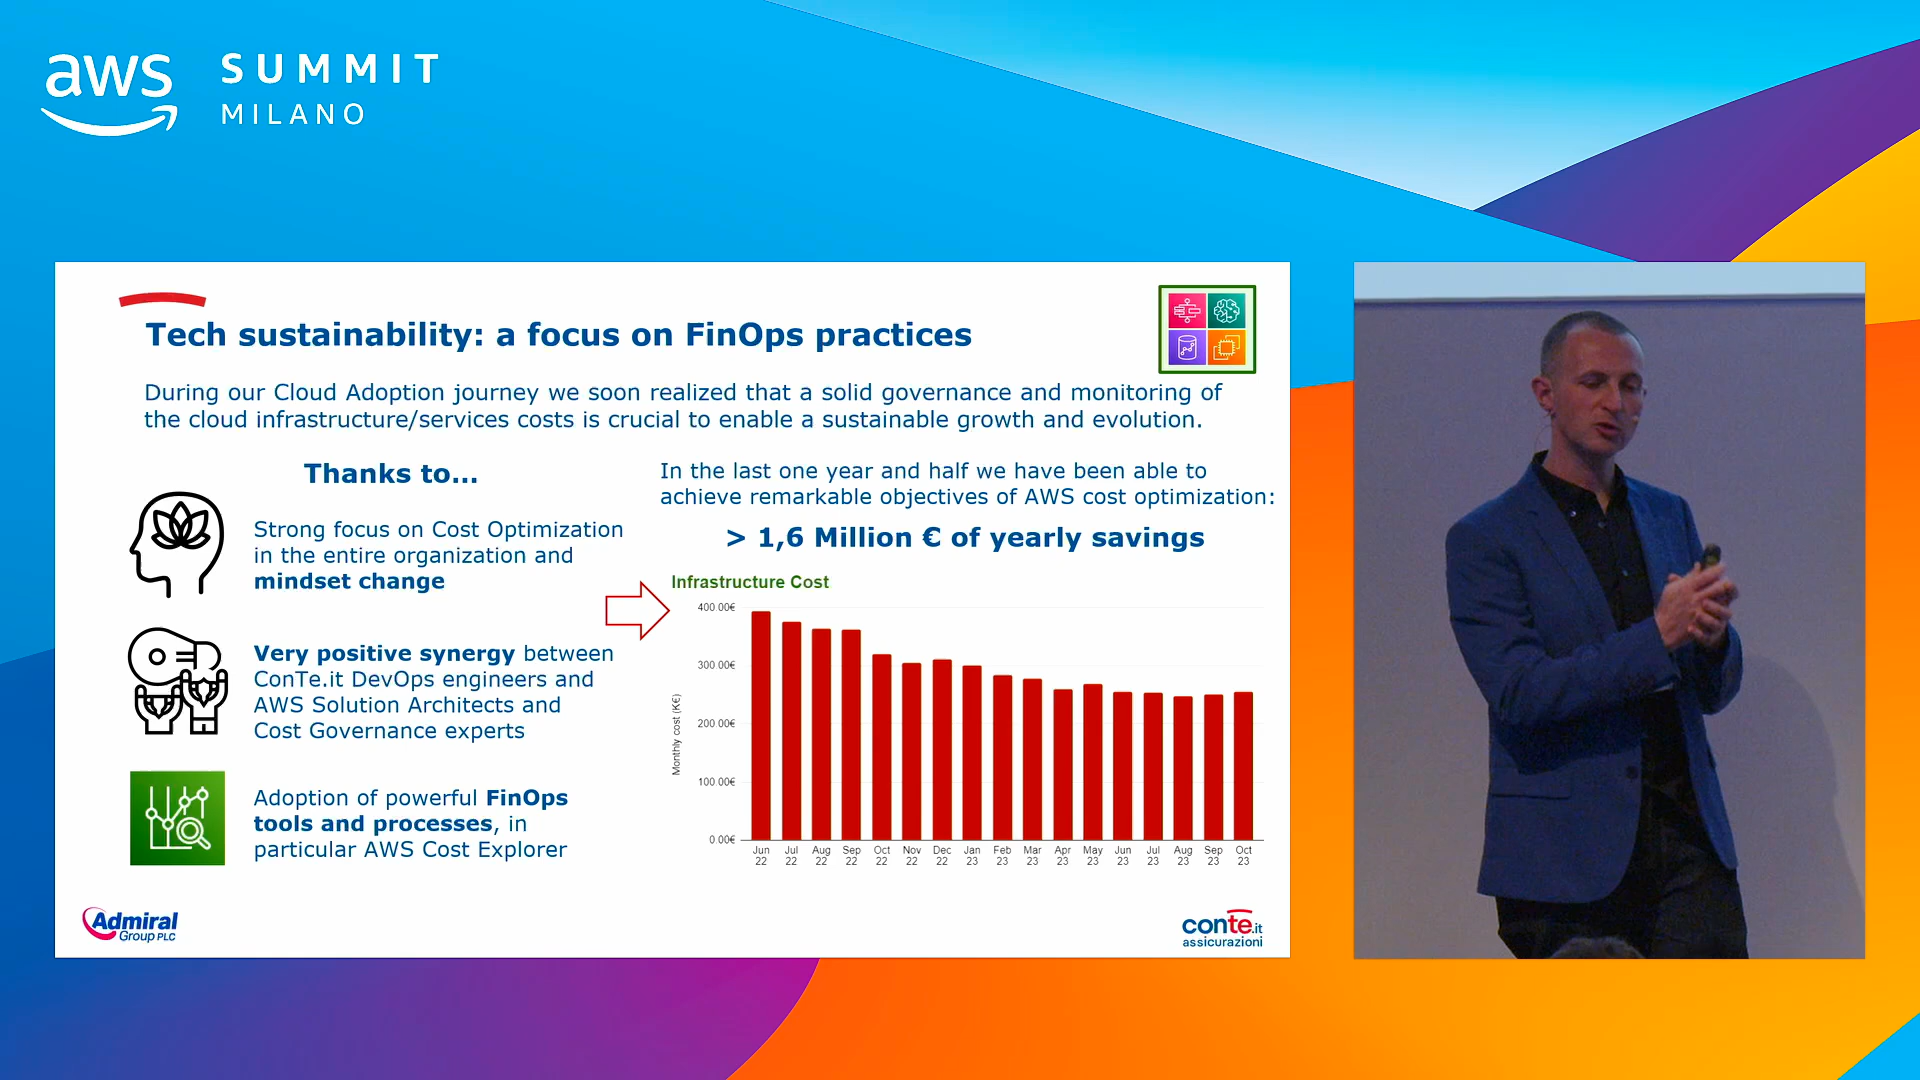 aws
SUMMIT
MILANO
Tech sustainability: a focus on FinOps practices
During our Cloud Adoption journey we soon realized that a solid governance and monitoring of
the cloud infrastructure/services costs is crucial to enable a sustainable growth and evolution.
Thanks to...
Strong focus on Cost Optimization
in the entire organization and
mindset change
Very positive synergy between
ConTe.it DevOps engineers and
AWS Solution Architects and
Cost Governance experts
Adoption of powerful FinOps
tools and processes, in
particular AWS Cost Explorer
In the last one year and half we have been able to
achieve remarkable objectives of AWS cost optimization:
> 1,6 Million € of yearly savings
Infrastructure Cost
Monthly cost (K€)
400.00€
300.00€
200.00€
100.00€
0.00€
Jun Jul Aug Sep Oct Nov Dec Jan Feb Mar Apr May Jun Jul Aug Sep Oct
22 22 22 22 22 22 22 23 23 23 23 23 23 23 23 23 23
Admiral
Group PLC
conte.it
assicurazioni